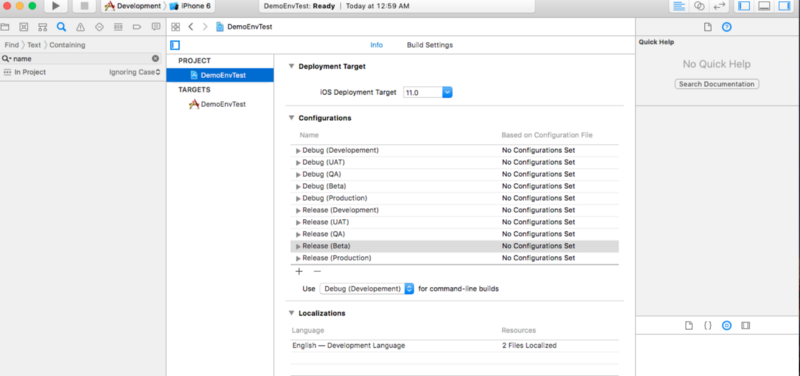 Development > iPhone 6
DemoEnvTest: Ready | Today at 12:59 AM
DemoEnvTest
Find > Text > Containing
name
In Project
Ignoring Case
Info
Build Settings
PROJECT
DemoEnvTest
TARGETS
DemoEnvTest
Deployment Target
iOS Deployment Target 11.0
Configurations
Name Based on Configuration File
Debug (Developement) No Configurations Set
Debug (UAT) No Configurations Set
Debug (QA) No Configurations Set
Debug (Beta) No Configurations Set
Debug (Production) No Configurations Set
Release (Development) No Configurations Set
Release (UAT) No Configurations Set
Release (QA) No Configurations Set
Release (Beta) No Configurations Set
Release (Production) No Configurations Set
+ −
Use Debug (Developement) for command-line builds
Localizations
Language Resources
English — Development Language 2 Files Localized
Quick Help
No Quick Help
Search Documentation